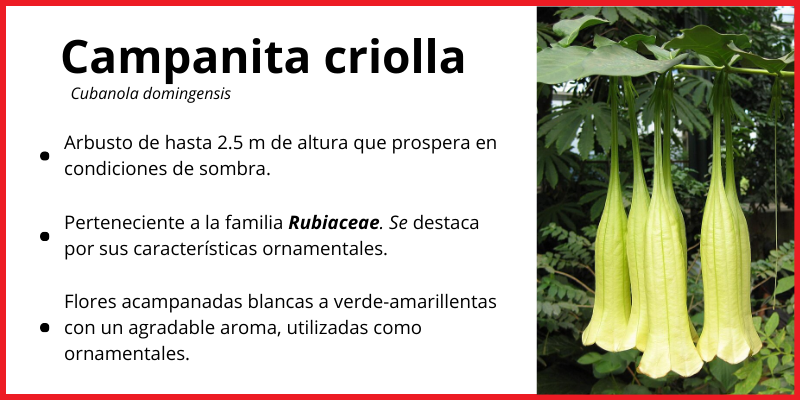 Campanita criolla
Cubanola domingensis
Arbusto de hasta 2.5 m de altura que prospera en
condiciones de sombra.
Perteneciente a la familia Rubiaceae. Se destaca
por sus características ornamentales.
Flores acampanadas blancas a verde-amarillentas
con un agradable aroma, utilizadas como
ornamentales.